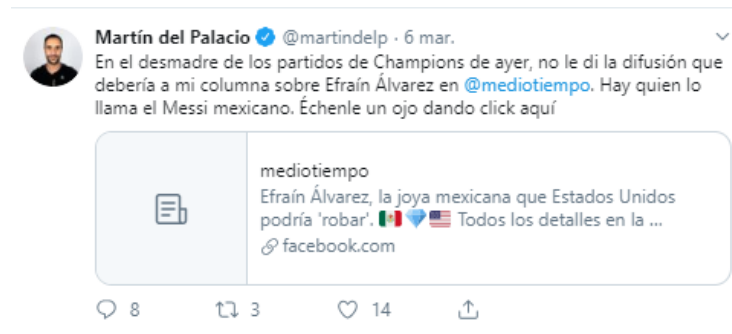 Martín del Palacio @martindelp · 6 mar.
En el desmadre de los partidos de Champions de ayer, no le di la difusión que
debería a mi columna sobre Efraín Álvarez en @mediotiempo. Hay quien lo
llama el Messi mexicano. Échenle un ojo dando click aquí
mediotiempo
Efraín Álvarez, la joya mexicana que Estados Unidos
podría 'robar'. 🇲🇽💎🇺🇸 Todos los detalles en la ...
facebook.com
8 3 14